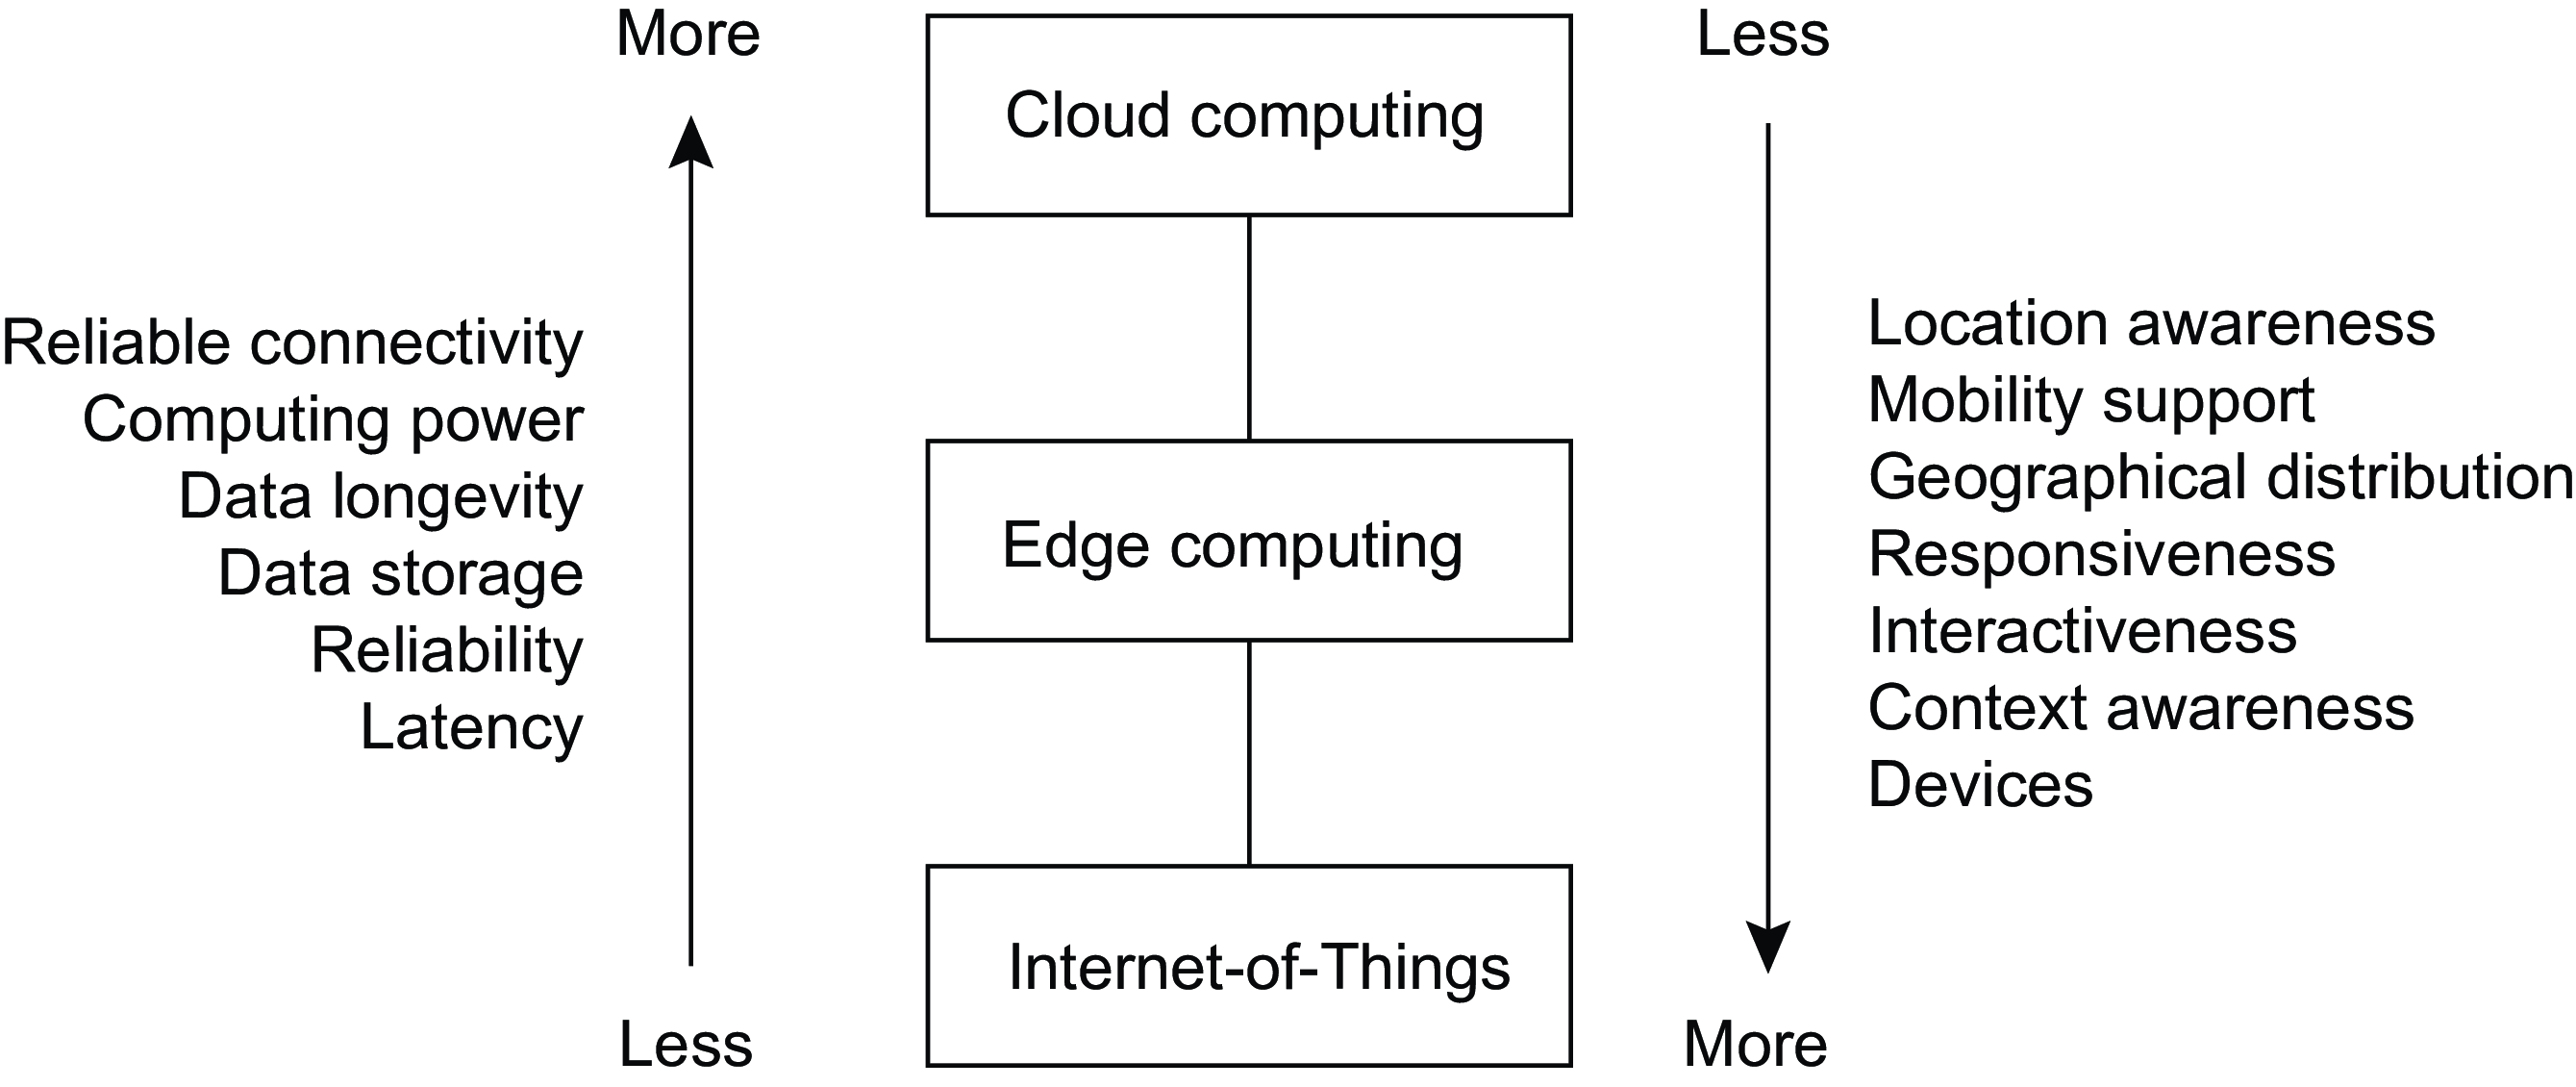 More
Less
Cloud computing
Reliable connectivity
Computing power
Data longevity
Data storage
Reliability
Latency
Edge computing
Location awareness
Mobility support
Geographical distribution
Responsiveness
Interactiveness
Context awareness
Devices
Internet-of-Things
Less
More